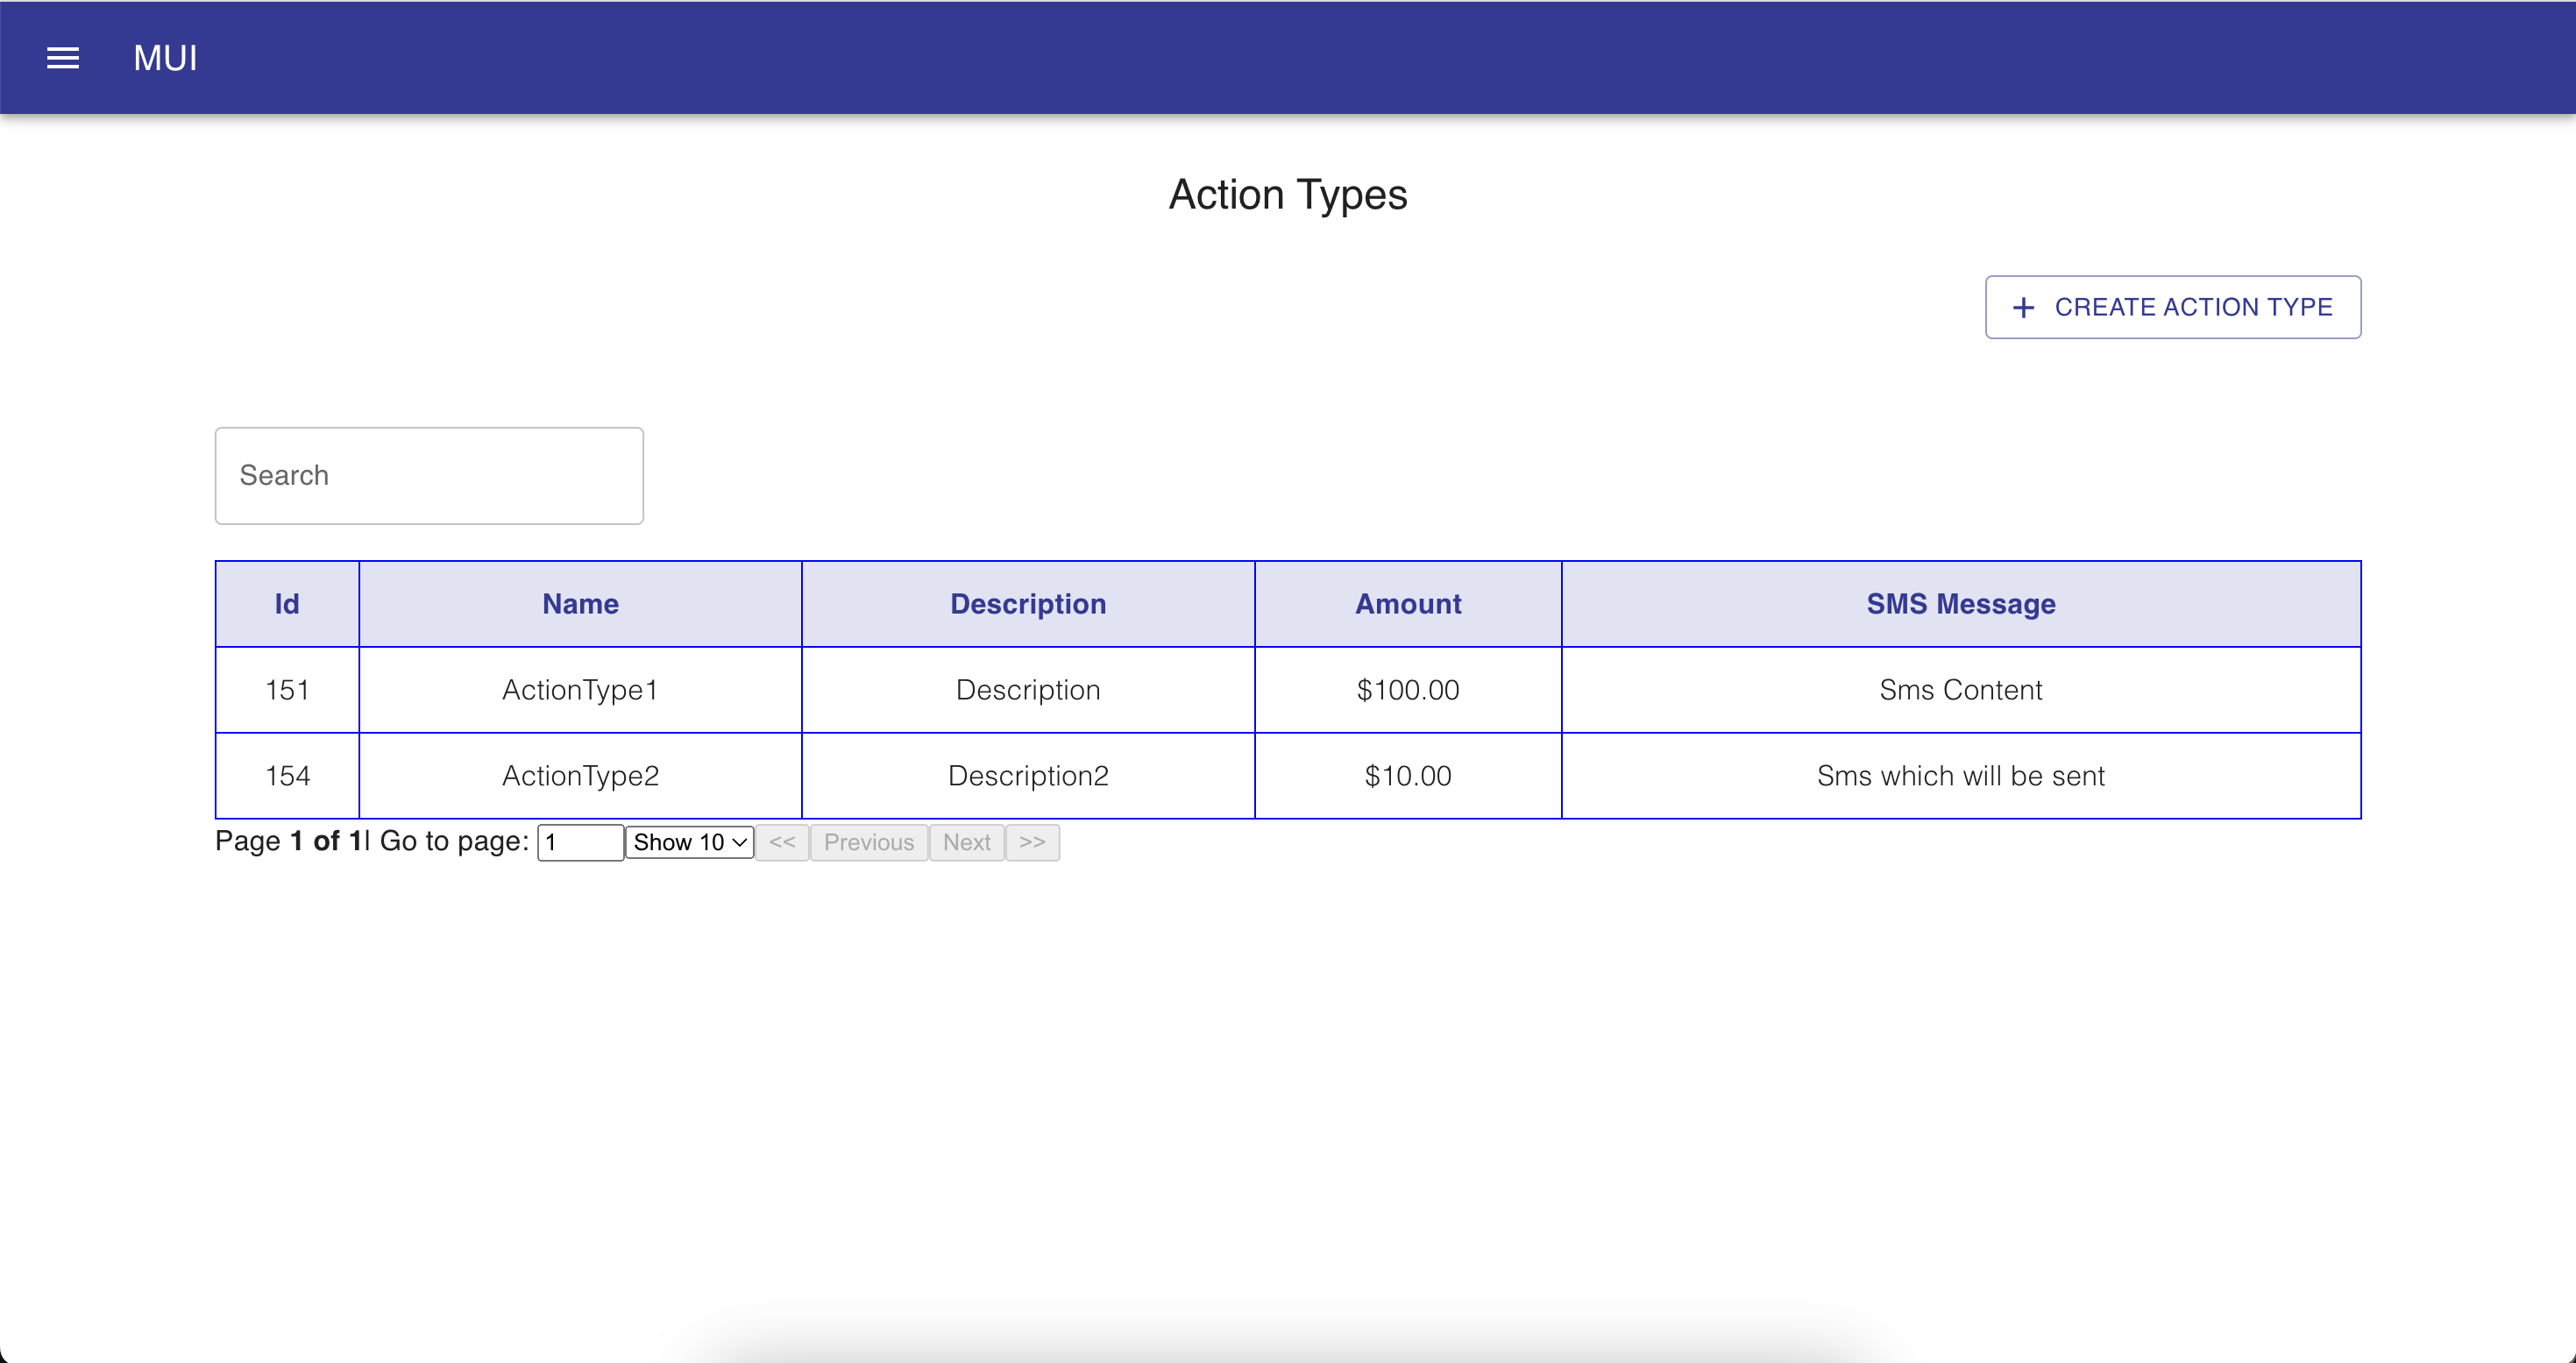 MUI
Action Types
+ CREATE ACTION TYPE
Search
Id Name Description Amount SMS Message
151 ActionType1 Description $100.00 Sms Content
154 ActionType2 Description2 $10.00 Sms which will be sent
Page 1 of 1| Go to page: 1 Show 10 << Previous Next >>